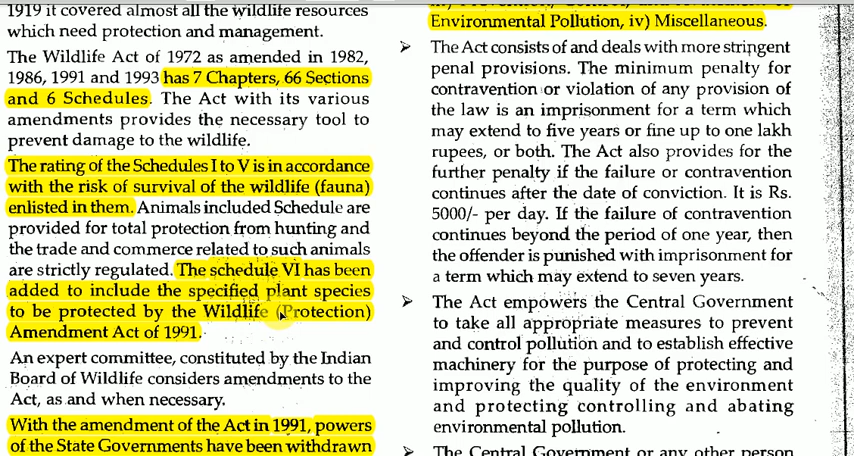 1919 it covered almost all the wildlife resources
which need protection and management.
The Wildlife Act of 1972 as amended in 1982,
1986, 1991 and 1993 has 7 Chapters, 66 Sections
and 6 Schedules. The Act with its various
amendments provides the necessary tool to
prevent damage to the wildlife.
The rating of the Schedules I to V is in accordance
with the risk of survival of the wildlife (fauna)
enlisted in them. Animals included Schedule are
provided for total protection from hunting and
the trade and commerce related to such animals
are strictly regulated. The schedule VI has been
added to include the specified plant species
to be protected by the Wildlife (Protection)
Amendment Act of 1991.
An expert committee, constituted by the Indian
Board of Wildlife considers amendments to the
Act, as and when necessary.
With the amendment of the Act in 1991, powers
of the State Governments have been withdrawn
Environmental Pollution, iv) Miscellaneous.
The Act consists of and deals with more stringent
penal provisions. The minimum penalty for
contravention or violation of any provision of
the law is an imprisonment for a term which
may extend to five years or fine up to one lakh
rupees, or both. The Act also provides for the
further penalty if the failure or contravention
continues after the date of conviction. It is Rs.
5000/- per day. If the failure of contravention
continues beyond the period of one year, then
the offender is punished with imprisonment for
a term which may extend to seven years.
The Act empowers the Central Government
to take all appropriate measures to prevent
and control pollution and to establish effective
machinery for the purpose of protecting and
improving the quality of the environment
and protecting controlling and abating
environmental pollution.
The Central Government or any other person